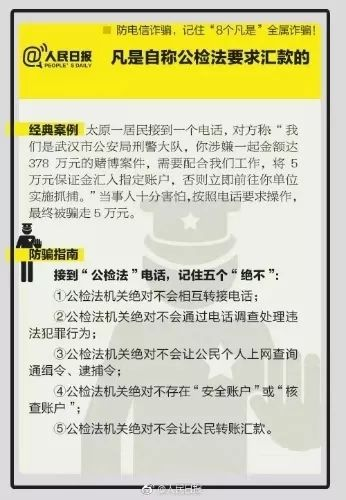 防电信诈骗，记住“8个凡是”全属诈骗！
@人民日报
PEOPLE'S DAILY
凡是自称公检法要求汇款的
经典案例 太原一居民接到一个电话，对方称：“我
们是武汉市公安局刑警大队，你涉嫌一起金额达
378 万元的赌博案件，需要配合我们工作，将 5
万元保证金汇入指定账户，否则立即前往你单位
实施抓捕。”当事人十分害怕，按照电话要求操作，
最终被骗走 5 万元。
防骗指南
接到“公检法”电话，记住五个“绝不”：
①公检法机关绝对不会相互转接电话；
②公检法机关绝对不会通过电话调查处理违
法犯罪行为；
③公检法机关绝对不会让公民个人上网查询
通缉令、逮捕令；
④公检法机关绝对不存在“安全账户”或“核
查账户”；
⑤公检法机关绝对不会让公民转账汇款。
@人民日报